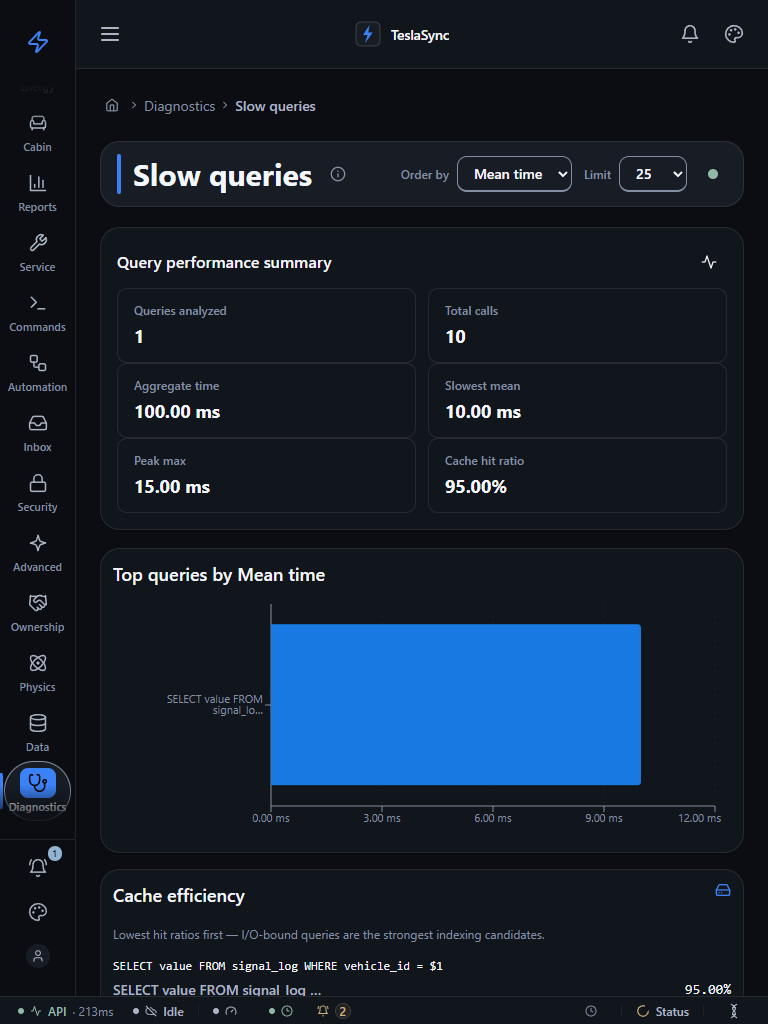 TeslaSync
Energy
Cabin
Reports
Service
Commands
Automation
Inbox
Security
Advanced
Ownership
Physics
Data
Diagnostics
1
Diagnostics > Slow queries
Slow queries
Order by Mean time Limit 25
Query performance summary
Queries analyzed
1
Total calls
10
Aggregate time
100.00 ms
Slowest mean
10.00 ms
Peak max
15.00 ms
Cache hit ratio
95.00%
Top queries by Mean time
SELECT value FROM
signal_lo...
0.00 ms 3.00 ms 6.00 ms 9.00 ms 12.00 ms
Cache efficiency
Lowest hit ratios first — I/O-bound queries are the strongest indexing candidates.
SELECT value FROM signal_log WHERE vehicle_id = $1
SELECT value FROM signal_log ... 95.00%
API · 213ms Idle 2 Status